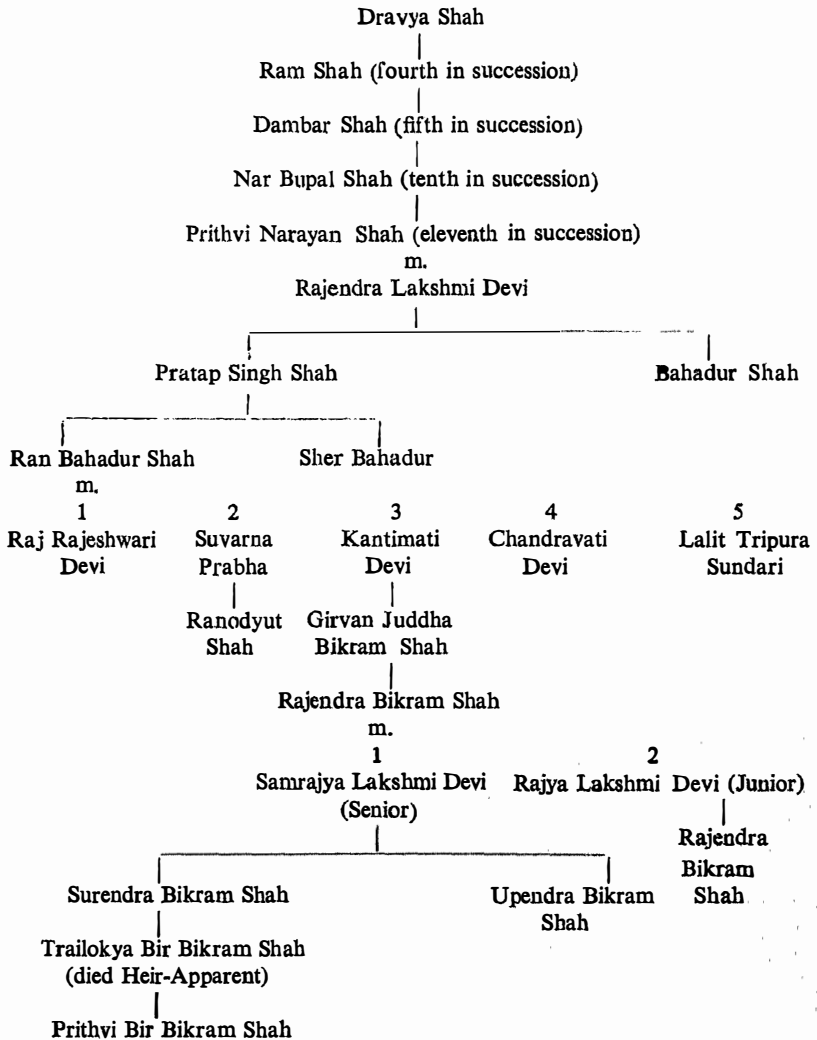 Dravya Shah
Ram Shah (fourth in succession)
Dambar Shah (fifth in succession)
Nar Bupal Shah (tenth in succession)
Prithvi Narayan Shah (eleventh in succession)
m.
Rajendra Lakshmi Devi
Pratap Singh Shah Bahadur Shah
Ran Bahadur Shah Sher Bahadur
m.
1 2 3 4 5
Raj Rajeshwari Suvarna Kantimati Chandravati Lalit Tripura
Devi Prabha Devi Devi Sundari
Ranodyut Girvan Juddha
Shah Bikram Shah
Rajendra Bikram Shah
m.
1 2
Samrajya Lakshmi Devi Rajya Lakshmi Devi (Junior)
(Senior)
Rajendra
Bikram
Shah
Surendra Bikram Shah Upendra Bikram
Shah
Trailokya Bir Bikram Shah
(died Heir-Apparent)
Prithvi Bir Bikram Shah